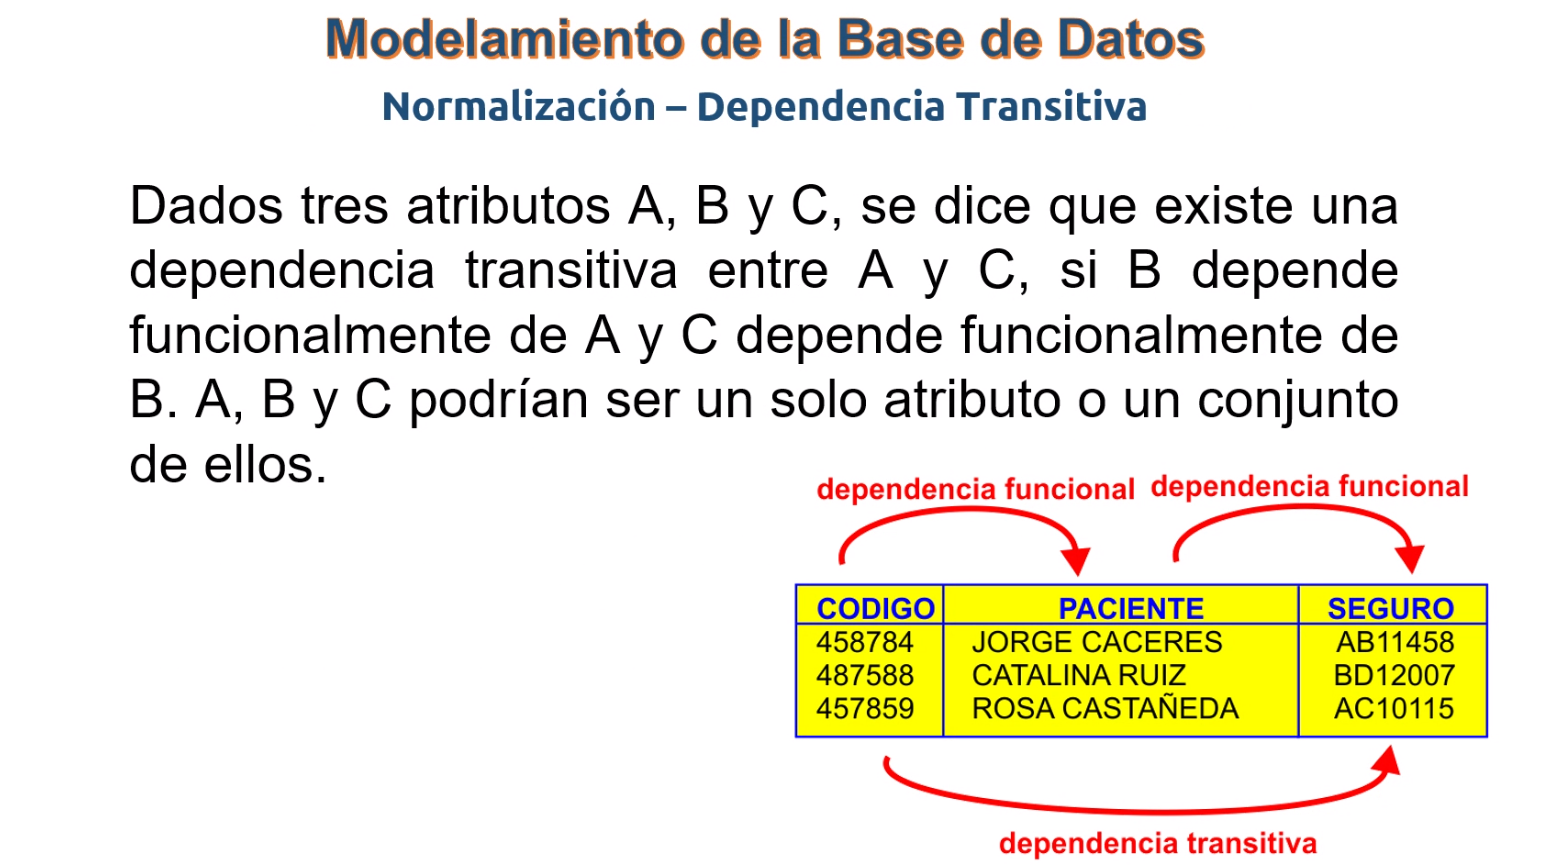 Modelamiento de la Base de Datos
Normalización – Dependencia Transitiva
Dados tres atributos A, B y C, se dice que existe una
dependencia transitiva entre A y C, si B depende
funcionalmente de A y C depende funcionalmente de
B. A, B y C podrían ser un solo atributo o un conjunto
de ellos.
dependencia funcional dependencia funcional
CODIGO PACIENTE SEGURO
458784 JORGE CACERES AB11458
487588 CATALINA RUIZ BD12007
457859 ROSA CASTAÑEDA AC10115
dependencia transitiva